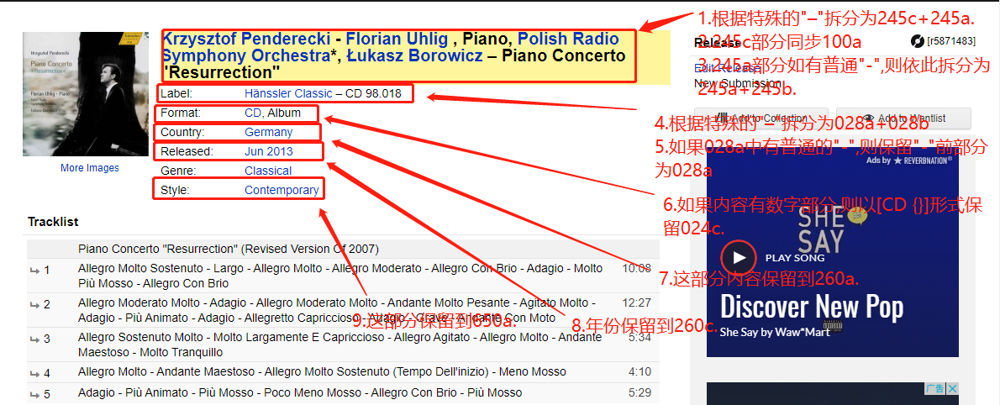 Krzysztof Penderecki - Florian Uhlig , Piano, Polish Radio
Symphony Orchestra*, Łukasz Borowicz – Piano Concerto
"Resurrection"
Label: Hänssler Classic – CD 98.018
Format: CD, Album
Country: Germany
Released: Jun 2013
Genre: Classical
Style: Contemporary
More Images
Tracklist
Piano Concerto "Resurrection" (Revised Version Of 2007)
1 Allegro Molto Sostenuto - Largo - Allegro Molto - Allegro Moderato - Allegro Con Brio - Adagio - Molto 10:08
Più Mosso - Allegro Con Brio
2 Allegro Moderato Molto - Adagio - Allegro Moderato Molto - Andante Molto Pesante - Agitato Molto - 12:27
Adagio - Più Animato - Adagio - Allegretto Capriccioso - Adagio - Grave - Andante Con Moto
3 Allegro Sostenuto Molto - Molto Largamente E Capriccioso - Allegro Agitato - Allegro Molto - Andante 5:34
Maestoso - Molto Tranquillo
4 Allegro Molto - Andante Maestoso - Allegro Molto Sostenuto (Tempo Dell'inizio) - Meno Mosso 4:10
5 Adagio - Più Animato - Più Mosso - Poco Meno Mosso - Allegro Con Brio - Più Mosso 5:29
1.根据特殊的"–"拆分为245c+245a.
2.245c部分同步100a
3.245a部分如有普通"-",则依此拆分为
245a+245b.
4.根据特殊的"–"拆分为028a+028b
5.如果028a中有普通的"-",则保留"-"前部分
为028a
6.如果内容有数字部分,则以[CD {}]形式保
留024c.
7.这部分内容保留到260a.
8.年份保留到260c.
9.这部分保留到650a.
Release
[r5871483]
Edit Release
New Submission
Add to Collection
Add to Wantlist
Ads by REVERBNATION
SHE
SAY
PLAY SONG
Discover New Pop
She Say by Waw*Mart
广告